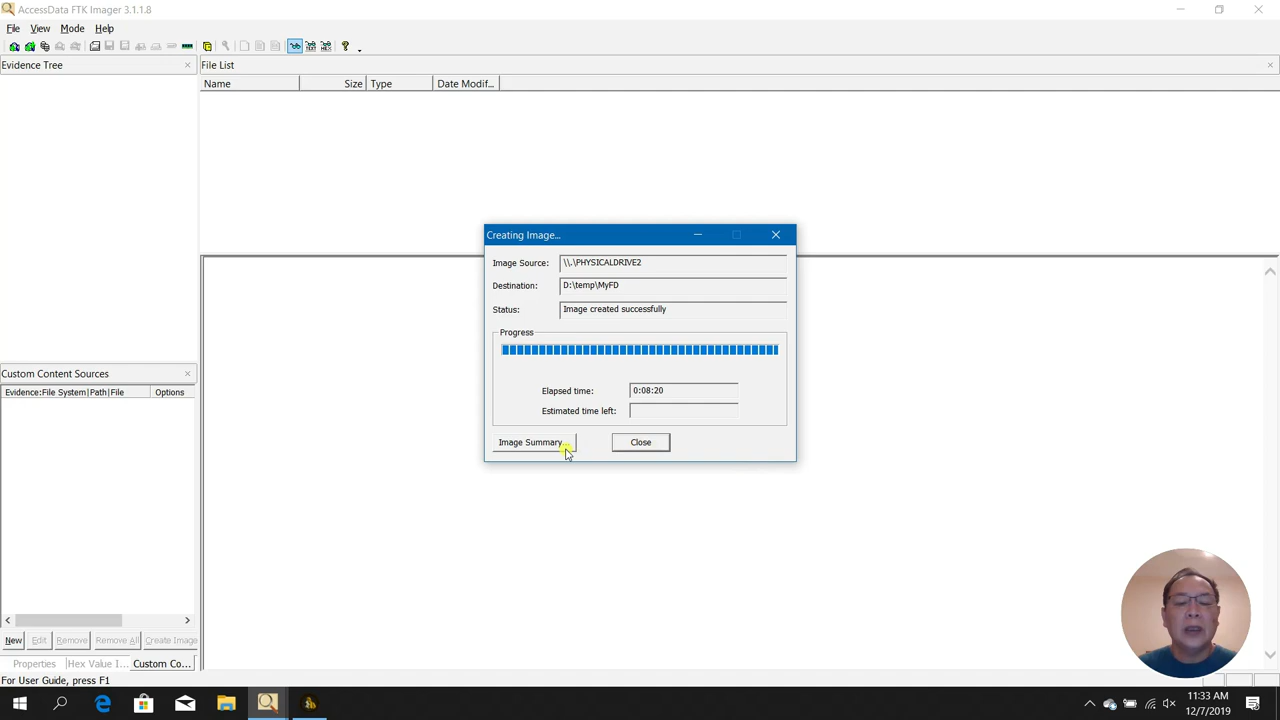 AccessData FTK Imager 3.1.1.8
File View Mode Help
Evidence Tree
File List
Name Size Type Date Modif...
Creating Image...
Image Source: \\.\PHYSICALDRIVE2
Destination: D:\temp\MyFD
Status: Image created successfully
Progress
Elapsed time: 0:08:20
Estimated time left:
Image Summary... Close
Custom Content Sources
Evidence:File System|Path|File Options
New Edit Remove Remove All Create Image
Properties Hex Value I... Custom Co...
For User Guide, press F1
11:33 AM
12/7/2019